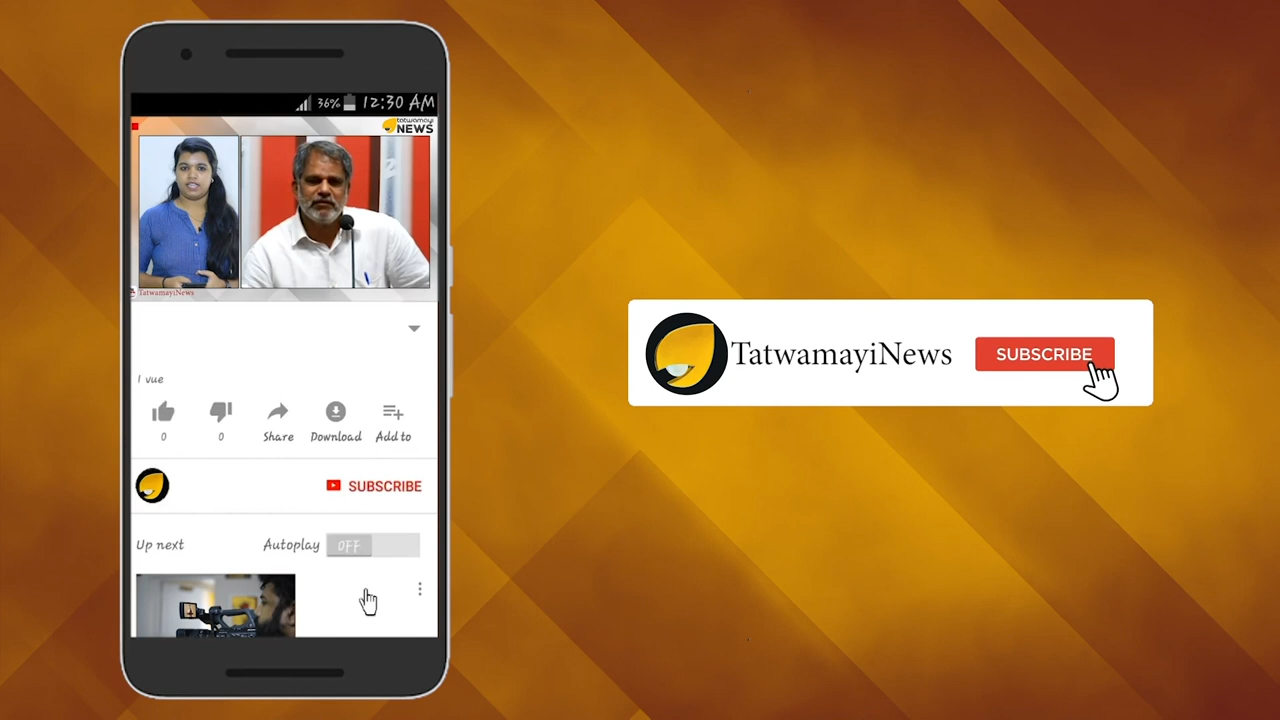 36% 12:30 AM
tatwamayi
NEWS
TatwamayiNews
1 vue
0 0 Share Download Add to
SUBSCRIBE
Up next Autoplay OFF
TatwamayiNews SUBSCRIBE